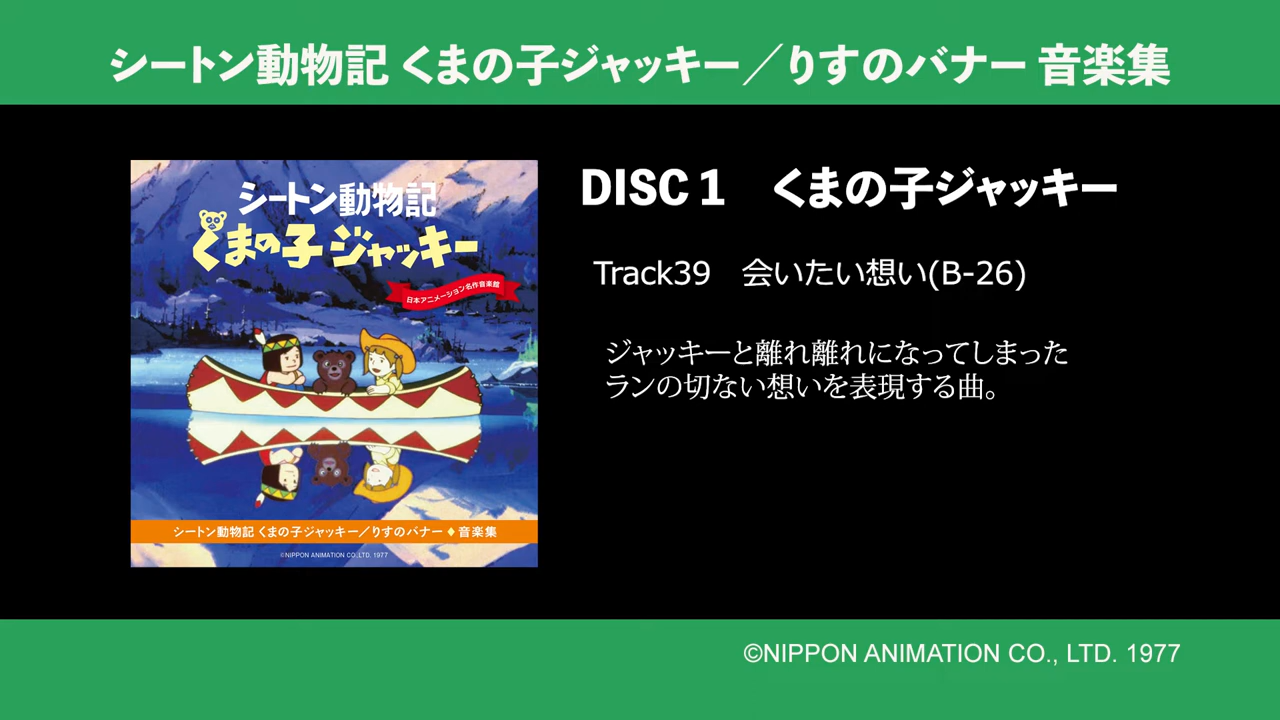 シートン動物記 くまの子ジャッキー／りすのバナー 音楽集
シートン動物記
くまの子ジャッキー
日本アニメーション名作音楽館
シートン動物記 くまの子ジャッキー／りすのバナー♦音楽集
©NIPPON ANIMATION CO.,LTD. 1977
DISC 1　くまの子ジャッキー
Track39　会いたい想い(B-26)
ジャッキーと離れ離れになってしまった
ランの切ない想いを表現する曲。
©NIPPON ANIMATION CO., LTD. 1977